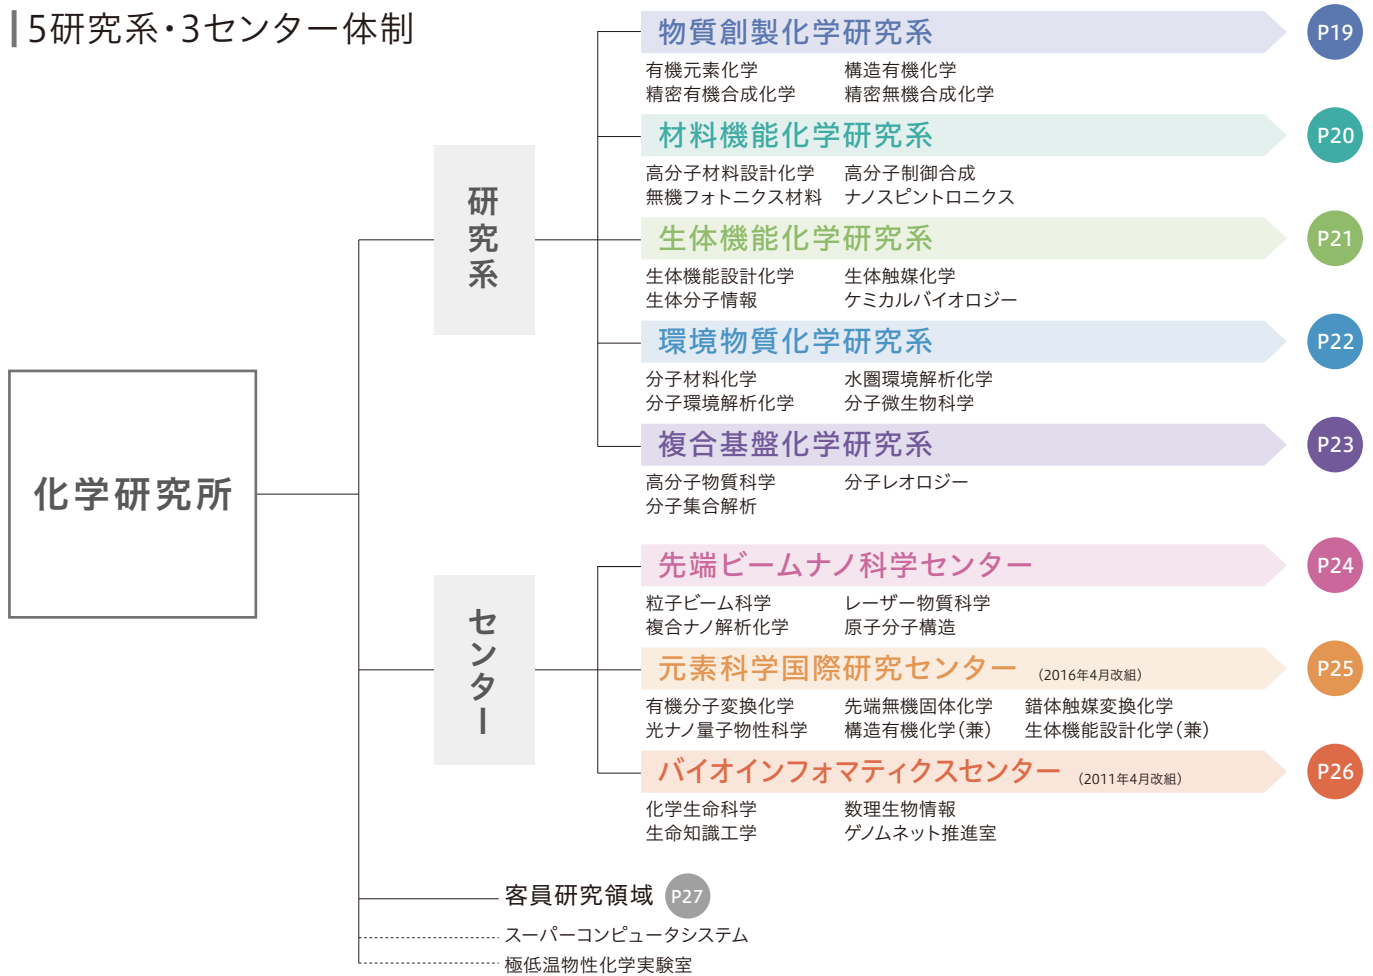 5研究系・3センター体制
化学研究所
研究系
物質創製化学研究系 P19
有機元素化学 構造有機化学
精密有機合成化学 精密無機合成化学
材料機能化学研究系 P20
高分子材料設計化学 高分子制御合成
無機フォトニクス材料 ナノスピントロニクス
生体機能化学研究系 P21
生体機能設計化学 生体触媒化学
生体分子情報 ケミカルバイオロジー
環境物質化学研究系 P22
分子材料化学 水圏環境解析化学
分子環境解析化学 分子微生物科学
複合基盤化学研究系 P23
高分子物質科学 分子レオロジー
分子集合解析
センター
先端ビームナノ科学センター P24
粒子ビーム科学 レーザー物質科学
複合ナノ解析化学 原子分子構造
元素科学国際研究センター (2016年4月改組) P25
有機分子変換化学 先端無機固体化学 錯体触媒変換化学
光ナノ量子物性科学 構造有機化学(兼) 生体機能設計化学(兼)
バイオインフォマティクスセンター (2011年4月改組) P26
化学生命科学 数理生物情報
生命知識工学 ゲノムネット推進室
客員研究領域 P27
スーパーコンピュータシステム
極低温物性化学実験室